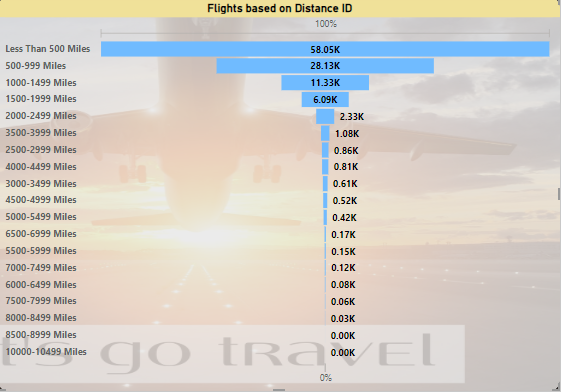 Flights based on Distance ID
100%
Less Than 500 Miles 58.05K
500-999 Miles 28.13K
1000-1499 Miles 11.33K
1500-1999 Miles 6.09K
2000-2499 Miles 2.33K
3500-3999 Miles 1.08K
2500-2999 Miles 0.86K
4000-4499 Miles 0.81K
3000-3499 Miles 0.61K
4500-4999 Miles 0.52K
5000-5499 Miles 0.42K
6500-6999 Miles 0.17K
5500-5999 Miles 0.15K
7000-7499 Miles 0.12K
6000-6499 Miles 0.08K
7500-7999 Miles 0.06K
8000-8499 Miles 0.03K
8500-8999 Miles 0.00K
10000-10499 Miles 0.00K
t's go travel
0%